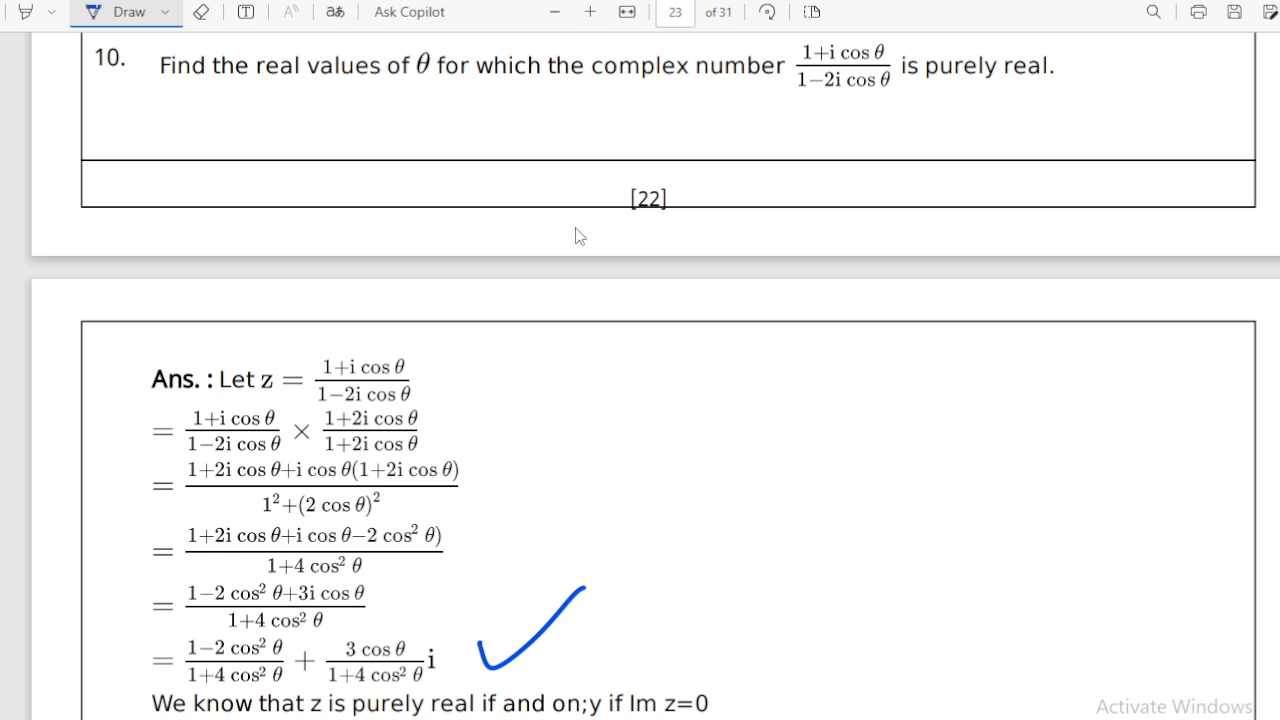 Draw aあ Ask Copilot 23 of 31
10. Find the real values of θ for which the complex number (1+i cos θ)/(1−2i cos θ) is purely real.
[22]
Ans. : Let z = (1+i cos θ)/(1−2i cos θ)
= (1+i cos θ)/(1−2i cos θ) × (1+2i cos θ)/(1+2i cos θ)
= (1+2i cos θ+i cos θ(1+2i cos θ))/(1²+(2 cos θ)²)
= (1+2i cos θ+i cos θ−2 cos² θ))/(1+4 cos² θ)
= (1−2 cos² θ+3i cos θ)/(1+4 cos² θ)
= (1−2 cos² θ)/(1+4 cos² θ) + (3 cos θ)/(1+4 cos² θ) i
We know that z is purely real if and on;y if Im z=0
Activate Windows